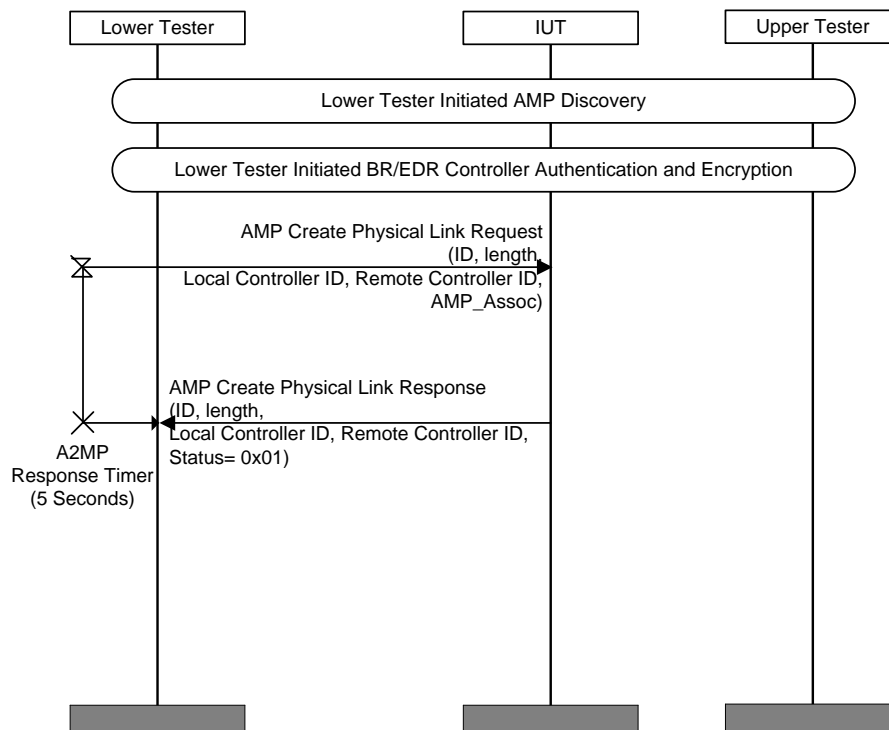 Lower Tester
IUT
Upper Tester
Lower Tester Initiated AMP Discovery
Lower Tester Initiated BR/EDR Controller Authentication and Encryption
AMP Create Physical Link Request
(ID, length,
Local Controller ID, Remote Controller ID,
AMP_Assoc)
AMP Create Physical Link Response
(ID, length,
Local Controller ID, Remote Controller ID,
Status= 0x01)
A2MP
Response Timer
(5 Seconds)